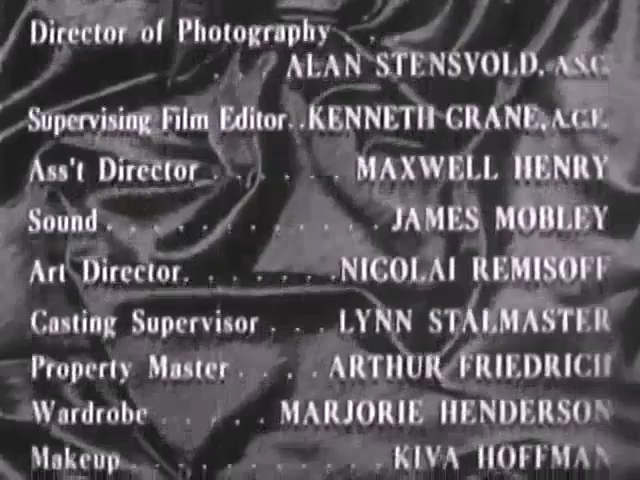 Director of Photography . .
. . . ALAN STENSVOLD, A.S.C.
Supervising Film Editor. .KENNETH CRANE, A.C.E.
Ass't Director . . . . . . MAXWELL HENRY
Sound . . . . . . . . . . . . JAMES MOBLEY
Art Director. . . . . . . .NICOLAI REMISOFF
Casting Supervisor . . . LYNN STALMASTER
Property Master . . . . ARTHUR FRIEDRICH
Wardrobe . . . . . MARJORIE HENDERSON
Makeup . . . . . . . . . . . KIVA HOFFMAN